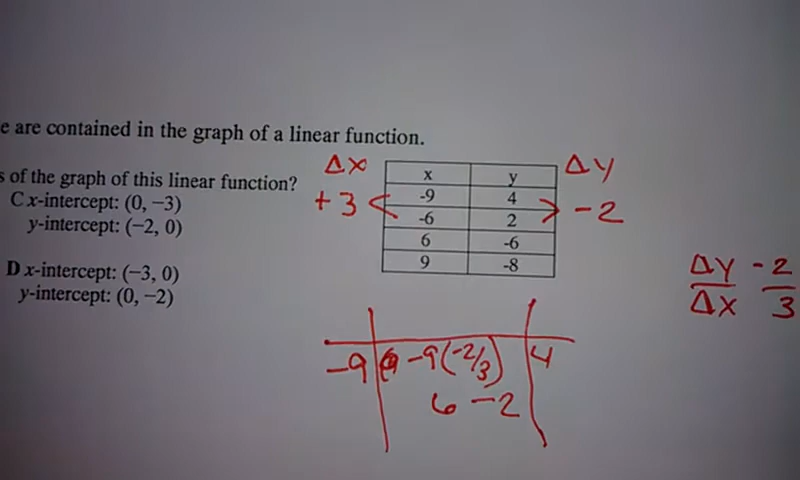 e are contained in the graph of a linear function.
s of the graph of this linear function?
C x-intercept: (0, −3)
y-intercept: (−2, 0)
D x-intercept: (−3, 0)
y-intercept: (0, −2)
Δx
Δy
x y
-9 4
-6 2
6 -6
9 -8
+3 <
> -2
Δy -2
Δx 3
-9 -9(-2/3) 4
6 -2